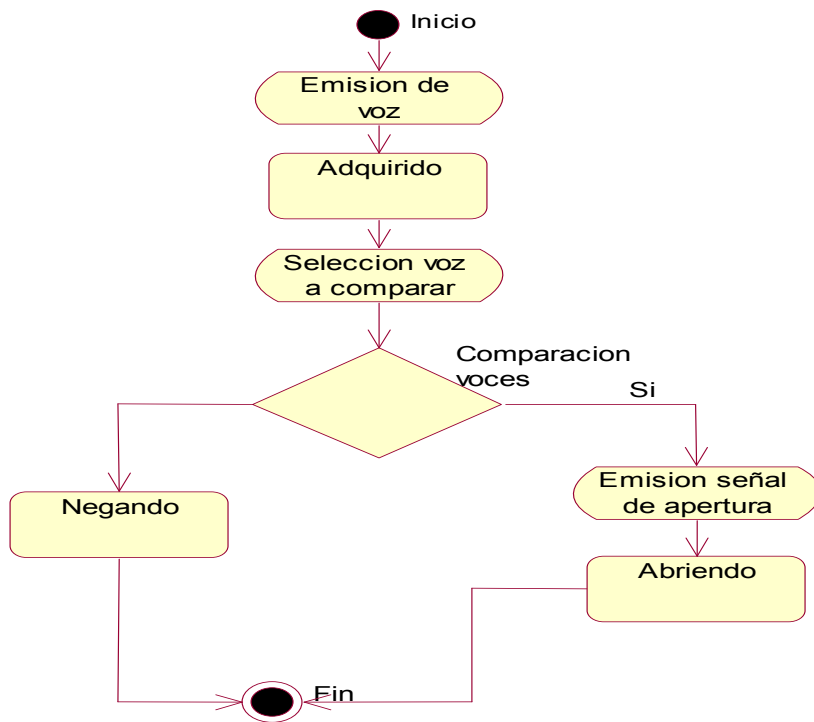 Inicio
Emision de
voz
Adquirido
Seleccion voz
a comparar
Comparacion
voces
Si
Negando
Emision señal
de apertura
Abriendo
Fin